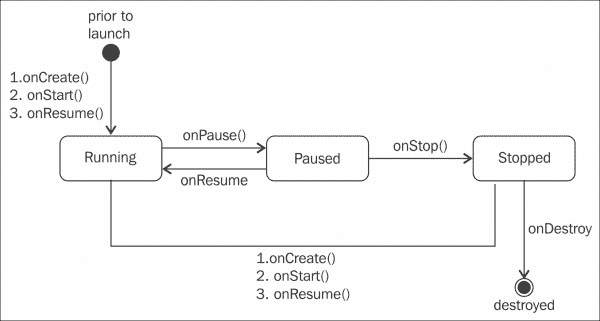 prior to
launch
1.onCreate()
2. onStart()
3. onResume()
Running
onPause()
onResume
Paused
onStop()
Stopped
onDestroy
1.onCreate()
2. onStart()
3. onResume()
destroyed